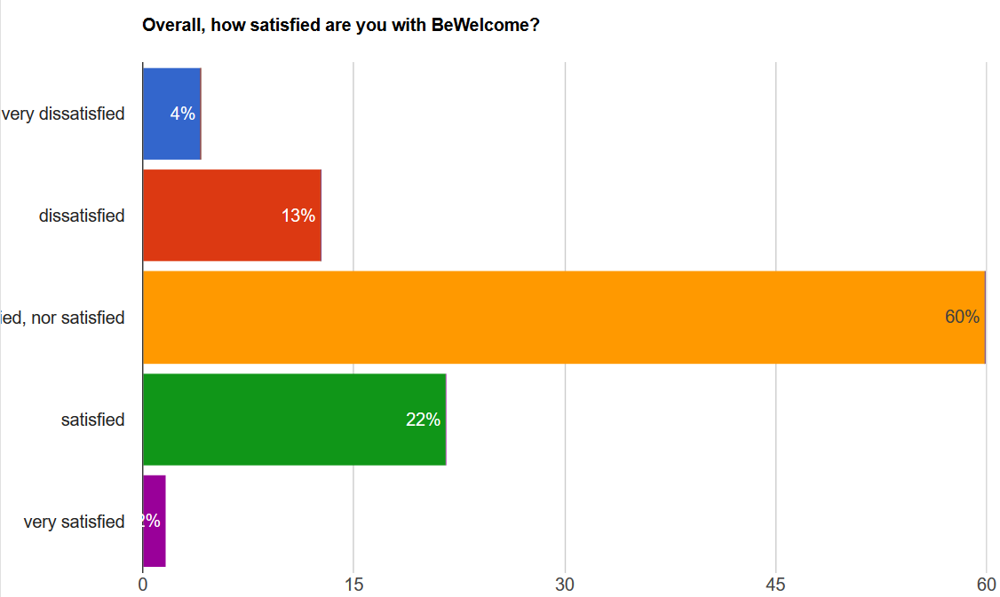 Overall, how satisfied are you with BeWelcome?
very dissatisfied
4%
dissatisfied
13%
nor satisfied
60%
satisfied
22%
very satisfied
2%
0 15 30 45 60